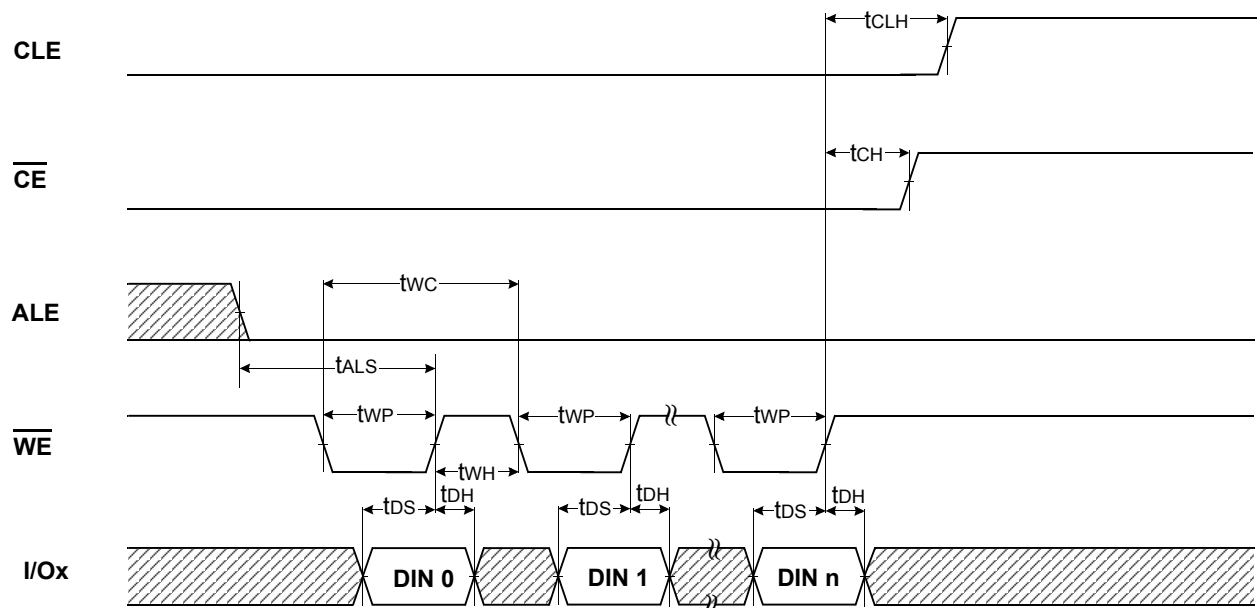 tCLH
CLE
CE
tCH
ALE
tWC
tALS
WE
tWP tWP tWP
tWH
tDS tDH tDS tDH tDS tDH
I/Ox DIN 0 DIN 1 DIN n